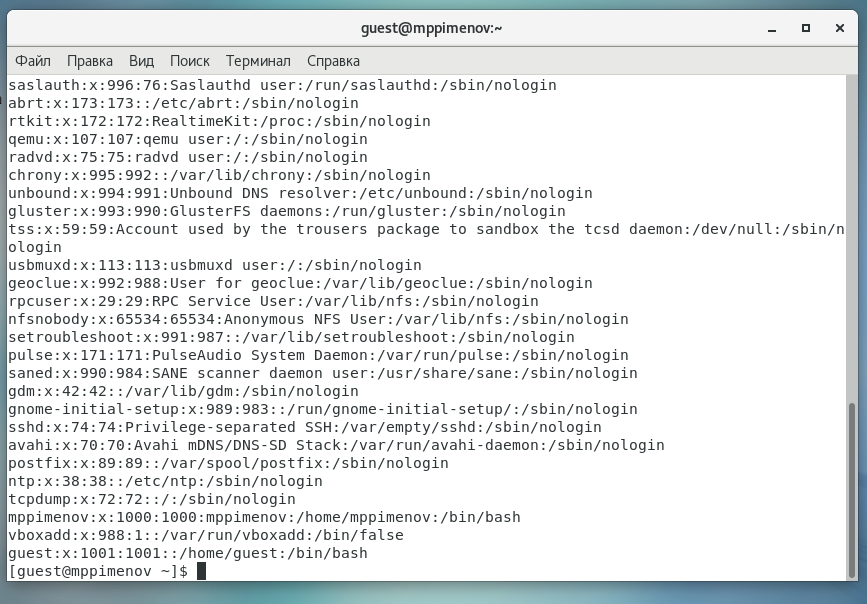 guest@mppimenov:~
Файл Правка Вид Поиск Терминал Справка
saslauth:x:996:76:Saslauthd user:/run/saslauthd:/sbin/nologin
abrt:x:173:173::/etc/abrt:/sbin/nologin
rtkit:x:172:172:RealtimeKit:/proc:/sbin/nologin
qemu:x:107:107:qemu user:/:/sbin/nologin
radvd:x:75:75:radvd user:/:/sbin/nologin
chrony:x:995:992::/var/lib/chrony:/sbin/nologin
unbound:x:994:991:Unbound DNS resolver:/etc/unbound:/sbin/nologin
gluster:x:993:990:GlusterFS daemons:/run/gluster:/sbin/nologin
tss:x:59:59:Account used by the trousers package to sandbox the tcsd daemon:/dev/null:/sbin/n
ologin
usbmuxd:x:113:113:usbmuxd user:/:/sbin/nologin
geoclue:x:992:988:User for geoclue:/var/lib/geoclue:/sbin/nologin
rpcuser:x:29:29:RPC Service User:/var/lib/nfs:/sbin/nologin
nfsnobody:x:65534:65534:Anonymous NFS User:/var/lib/nfs:/sbin/nologin
setroubleshoot:x:991:987::/var/lib/setroubleshoot:/sbin/nologin
pulse:x:171:171:PulseAudio System Daemon:/var/run/pulse:/sbin/nologin
saned:x:990:984:SANE scanner daemon user:/usr/share/sane:/sbin/nologin
gdm:x:42:42::/var/lib/gdm:/sbin/nologin
gnome-initial-setup:x:989:983::/run/gnome-initial-setup/:/sbin/nologin
sshd:x:74:74:Privilege-separated SSH:/var/empty/sshd:/sbin/nologin
avahi:x:70:70:Avahi mDNS/DNS-SD Stack:/var/run/avahi-daemon:/sbin/nologin
postfix:x:89:89::/var/spool/postfix:/sbin/nologin
ntp:x:38:38::/etc/ntp:/sbin/nologin
tcpdump:x:72:72::/:/sbin/nologin
mppimenov:x:1000:1000:mppimenov:/home/mppimenov:/bin/bash
vboxadd:x:988:1::/var/run/vboxadd:/bin/false
guest:x:1001:1001::/home/guest:/bin/bash
[guest@mppimenov ~]$